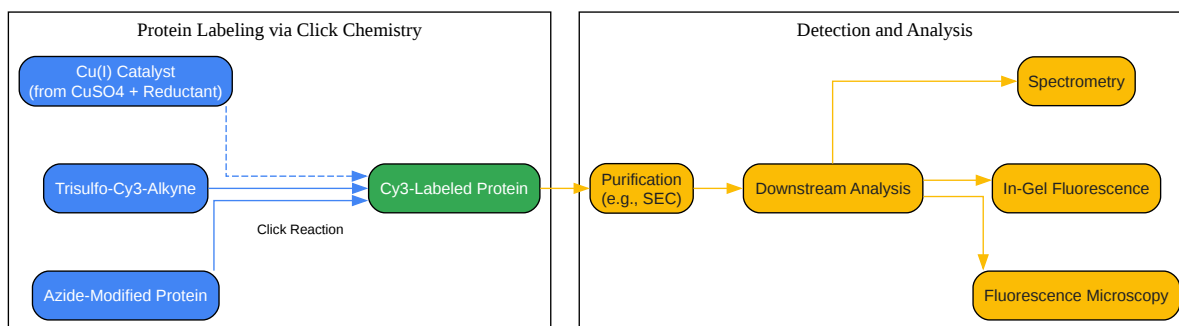 Protein Labeling via Click Chemistry
Cu(I) Catalyst
(from CuSO4 + Reductant)
Trisulfo-Cy3-Alkyne
Cy3-Labeled Protein
Click Reaction
Azide-Modified Protein
Detection and Analysis
Spectrometry
Purification
(e.g., SEC)
Downstream Analysis
In-Gel Fluorescence
Fluorescence Microscopy